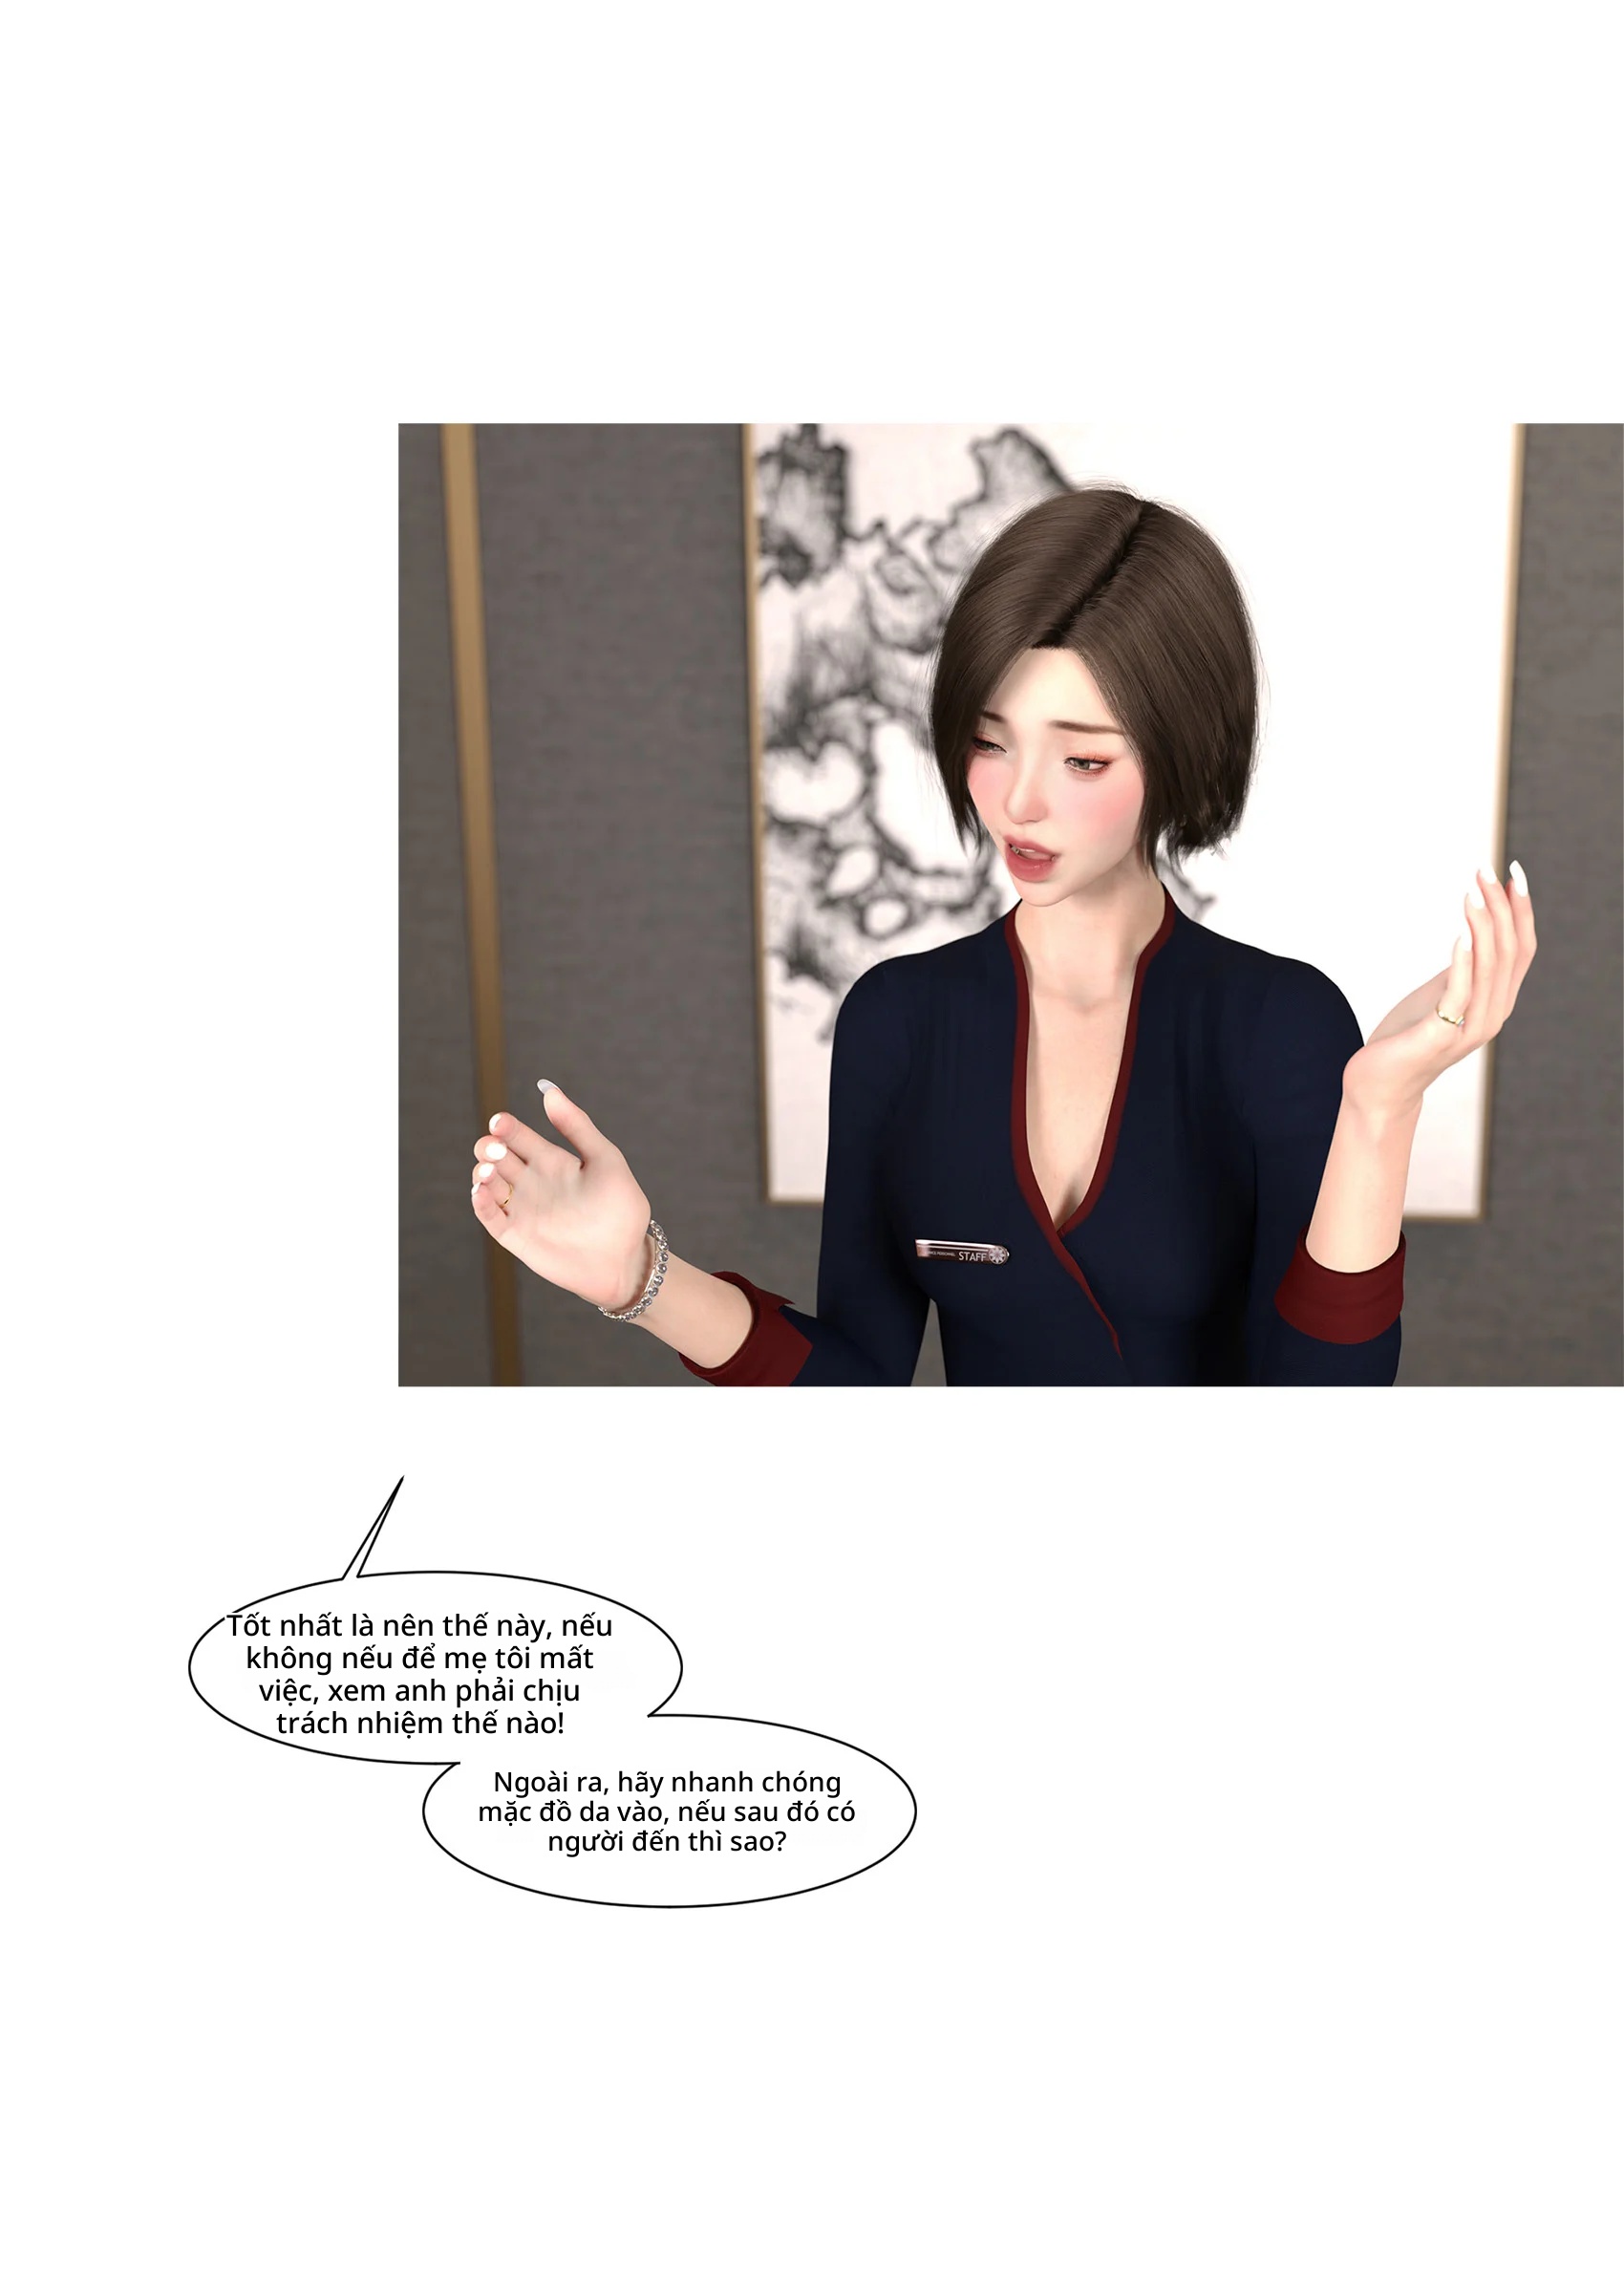 STAFF
Tốt nhất là nên thế này, nếu
không nếu để mẹ tôi mất
việc, xem anh phải chịu
trách nhiệm thế nào!
Ngoài ra, hãy nhanh chóng
mặc đồ da vào, nếu sau đó có
người đến thì sao?